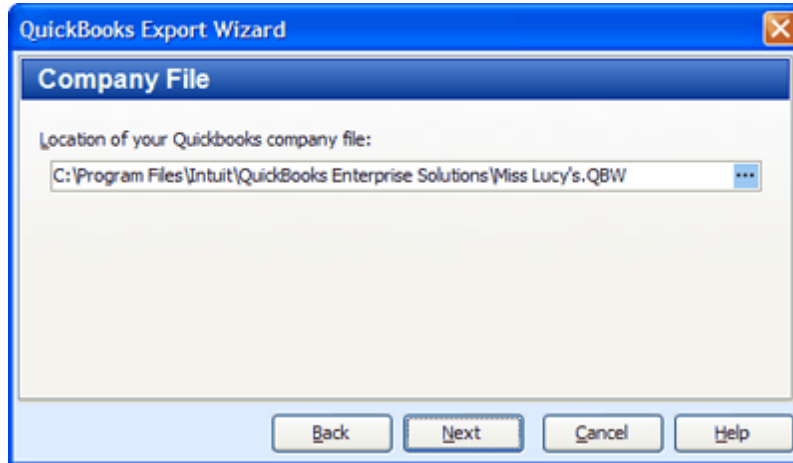 QuickBooks Export Wizard
Company File
Location of your Quickbooks company file:
C:\Program Files\Intuit\QuickBooks Enterprise Solutions\Miss Lucy's.QBW ...
Back Next Cancel Help